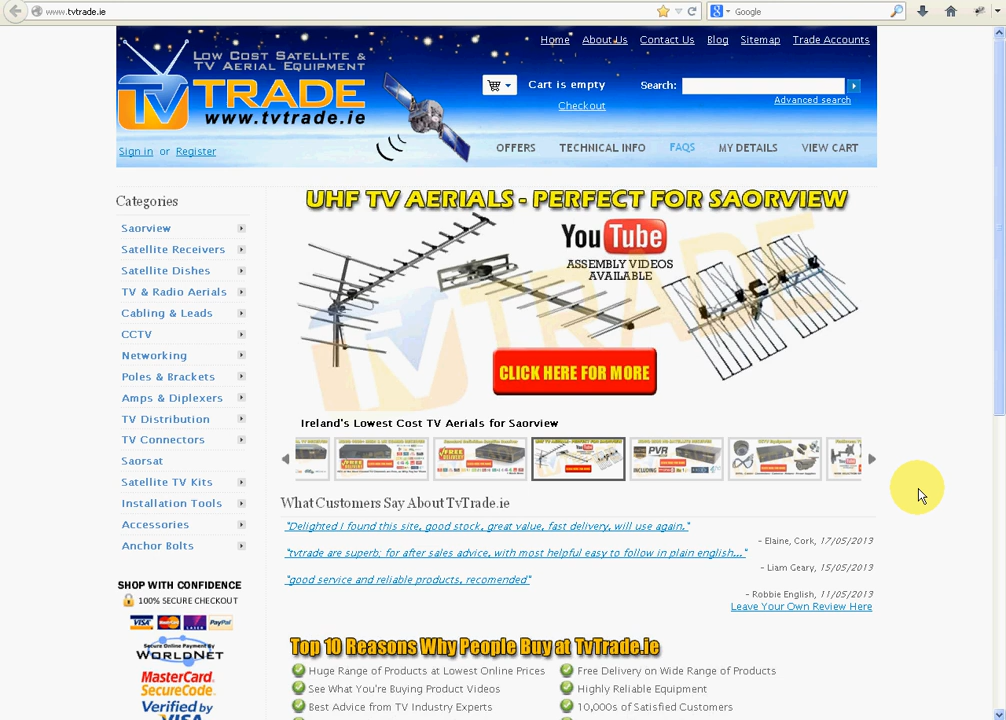 www.tvtrade.ie
Google
Home About Us Contact Us Blog Sitemap Trade Accounts
LOW COST SATELLITE &
TV AERIAL EQUIPMENT
TV TRADE
www.tvtrade.ie
Cart is empty
Checkout
Search:
Advanced search
Sign in or Register
OFFERS TECHNICAL INFO FAQS MY DETAILS VIEW CART
Categories
Saorview
Satellite Receivers
Satellite Dishes
TV & Radio Aerials
Cabling & Leads
CCTV
Networking
Poles & Brackets
Amps & Diplexers
TV Distribution
TV Connectors
Saorsat
Satellite TV Kits
Installation Tools
Accessories
Anchor Bolts
SHOP WITH CONFIDENCE
100% SECURE CHECKOUT
VISA MasterCard LASER PayPal
Secure Online Payment By
WORLDNET
MasterCard
SecureCode.
Verified by
VISA
UHF TV AERIALS - PERFECT FOR SAORVIEW
YouTube
ASSEMBLY VIDEOS
AVAILABLE
TV TRADE
CLICK HERE FOR MORE
Ireland's Lowest Cost TV Aerials for Saorview
What Customers Say About TvTrade.ie
"Delighted I found this site, good stock, great value, fast delivery, will use again."
- Elaine, Cork, 17/05/2013
"tvtrade are superb; for after sales advice, with most helpful easy to follow in plain english..."
- Liam Geary, 15/05/2013
"good service and reliable products, recomended"
- Robbie English, 11/05/2013
Leave Your Own Review Here
Top 10 Reasons Why People Buy at TvTrade.ie
Huge Range of Products at Lowest Online Prices
Free Delivery on Wide Range of Products
See What You're Buying Product Videos
Highly Reliable Equipment
Best Advice from TV Industry Experts
10,000s of Satisfied Customers